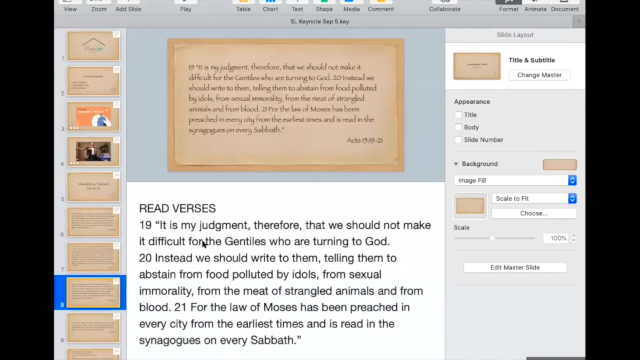 View
Zoom
Add Slide
Play
Table
Chart
Text
Shape
Media
Comment
Collaborate
Format
Animate
Document
Si, Keynote Sep 5.key
19 "It is my judgment, therefore, that we should not make it
difficult for the Gentiles who are turning to God. 20 Instead we
should write to them, telling them to abstain from food polluted
by idols, from sexual immorality, from the meat of strangled
animals and from blood. 21 For the law of Moses has been
preached in every city from the earliest times and is read in the
synagogues on every Sabbath."
READ VERSES
19 “It is my judgment, therefore, that we should not make
it difficult for the Gentiles who are turning to God.
20 Instead we should write to them, telling them to
abstain from food polluted by idols, from sexual
immorality, from the meat of strangled animals and from
blood. 21 For the law of Moses has been preached in
every city from the earliest times and is read in the
synagogues on every Sabbath.”
1
2
3
4
5
6
7
8
9
Slide Layout
Title & Subtitle
Change Master
Appearance
Title
Body
Slide Number
Background
Image Fill
Scale to Fit
Choose...
Scale
100%
Edit Master Slide